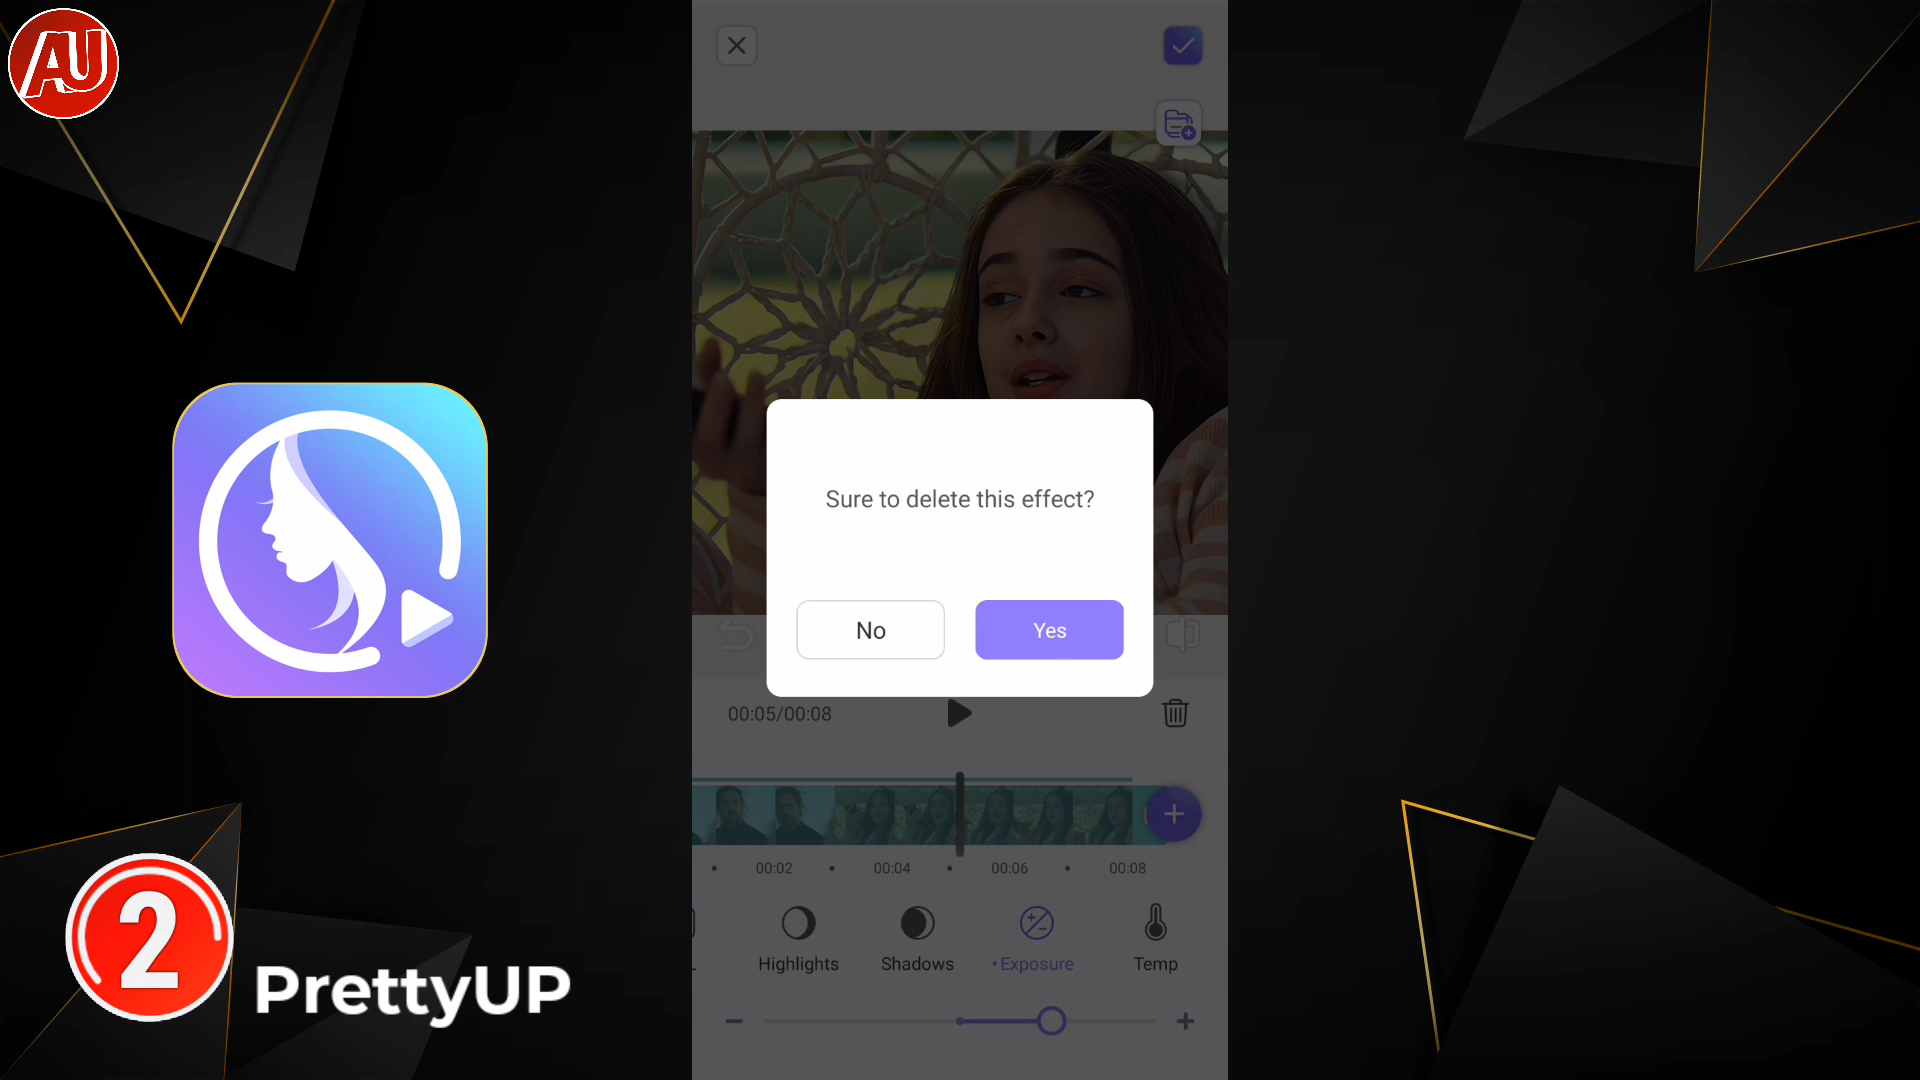 AU
Sure to delete this effect?
No
Yes
00:05/00:08
00:02
00:04
00:06
00:08
Highlights
Shadows
Exposure
Temp
2
PrettyUP